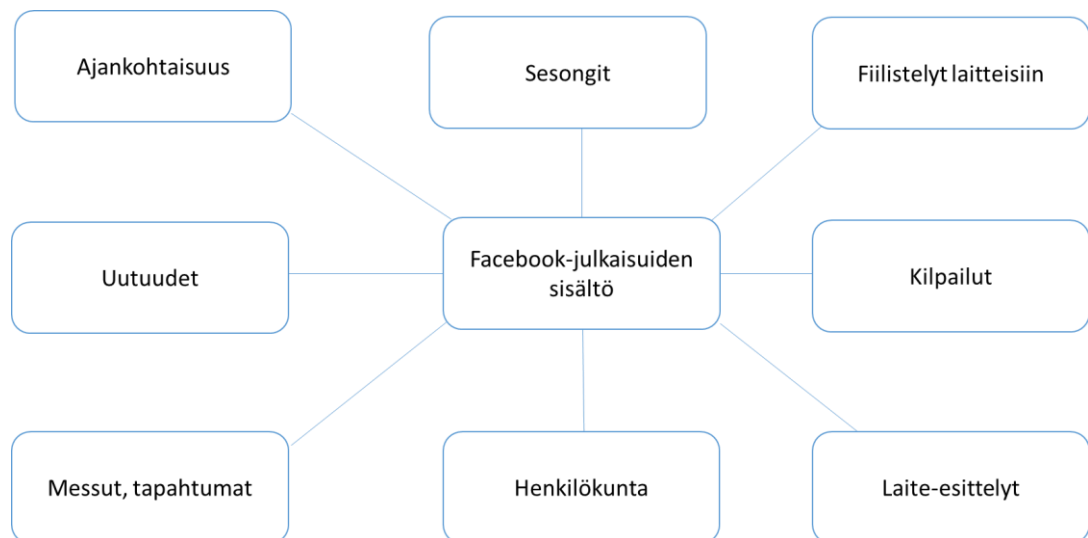 Ajankohtaisuus
Sesongit
Fiilistelyt laitteisiin
Uutuudet
Facebook-julkaisuiden
sisältö
Kilpailut
Messut, tapahtumat
Henkilökunta
Laite-esittelyt